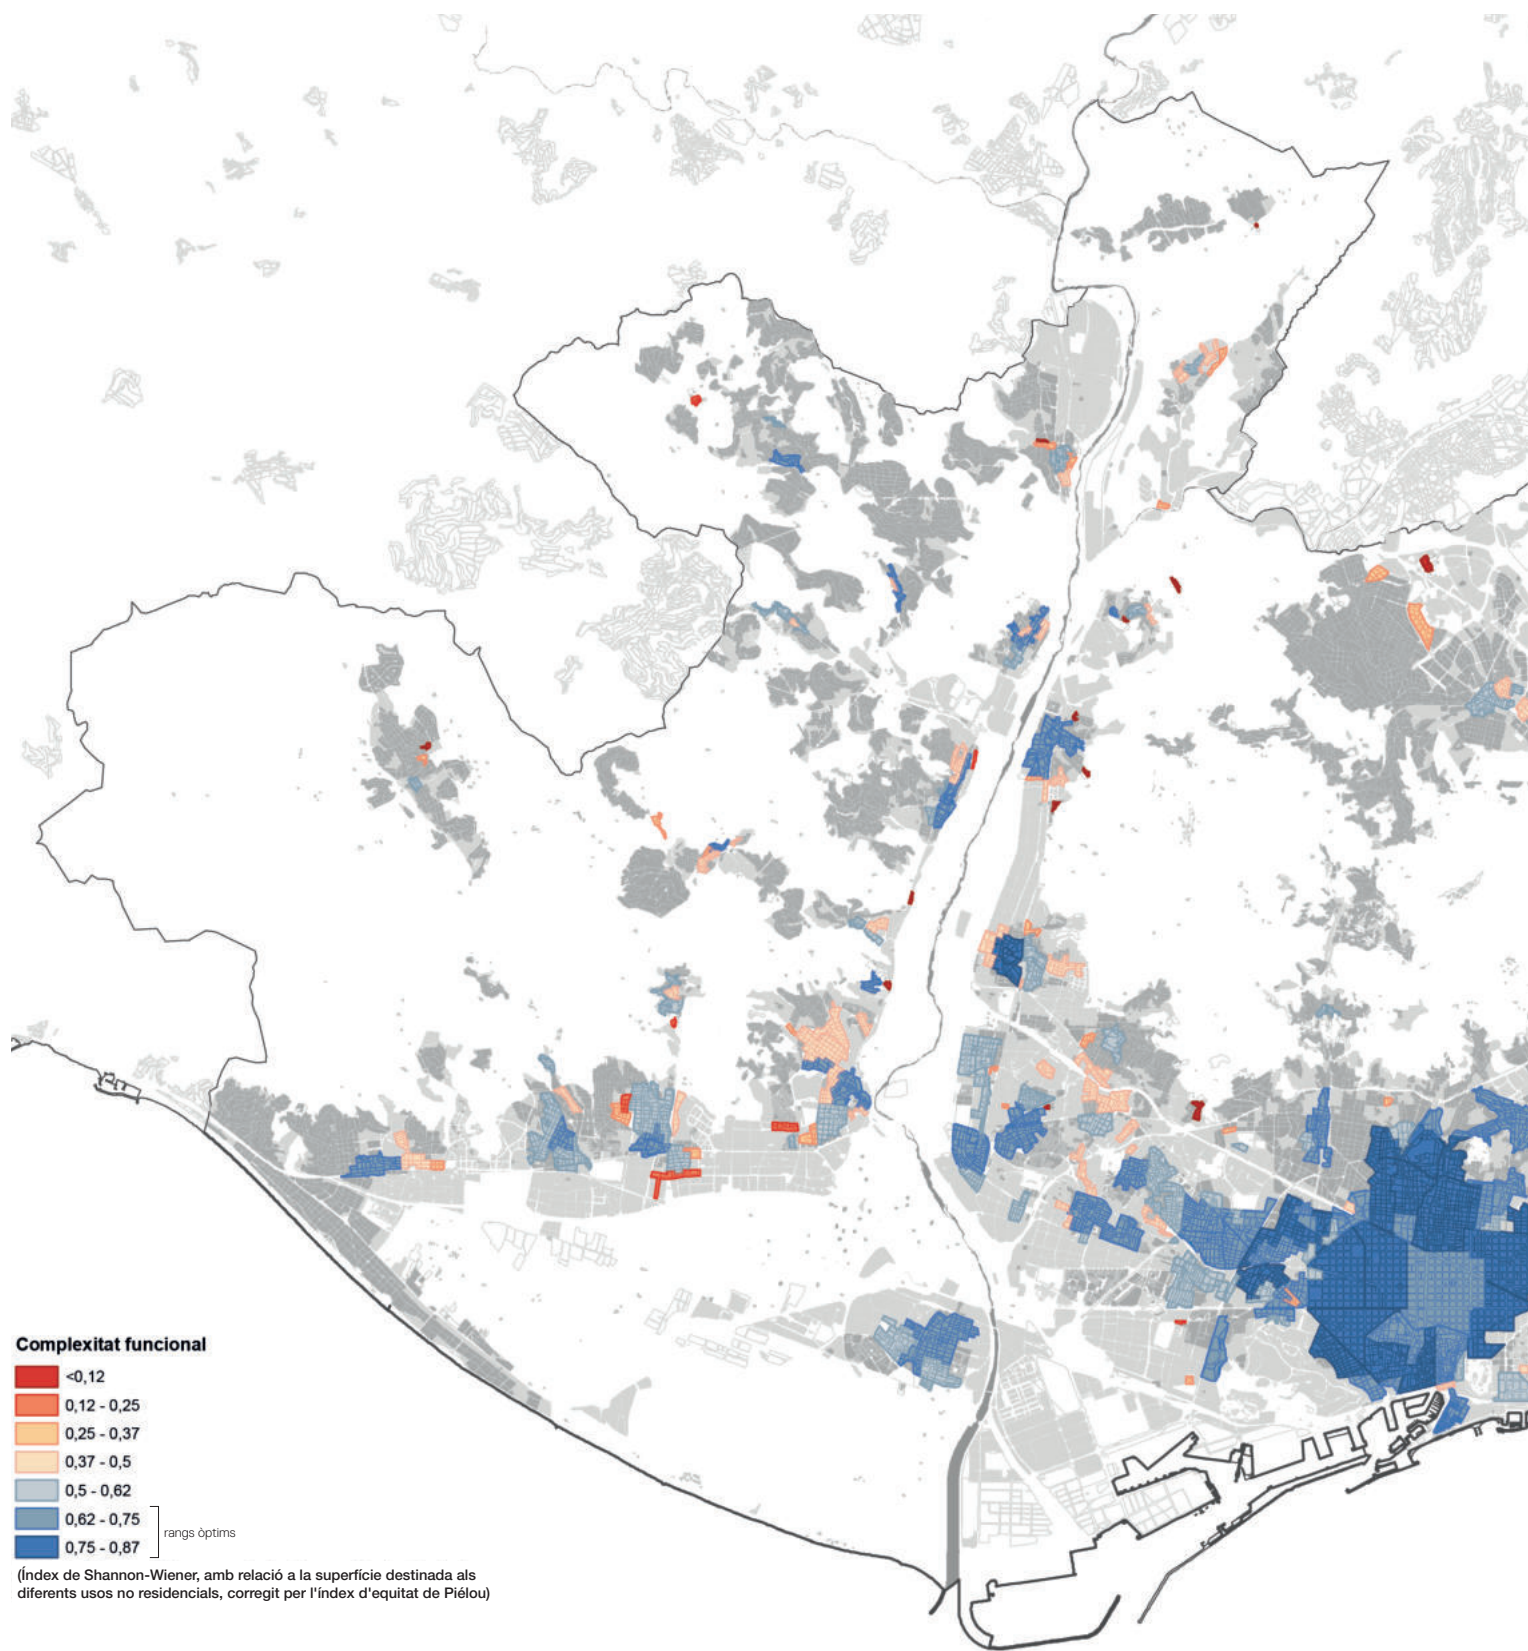 Complexitat funcional
<0,12
0,12 - 0,25
0,25 - 0,37
0,37 - 0,5
0,5 - 0,62
0,62 - 0,75
rangs òptims
0,75 - 0,87
(Índex de Shannon-Wiener, amb relació a la superfície destinada als
diferents usos no residencials, corregit per l'índex d'equitat de Piélou)